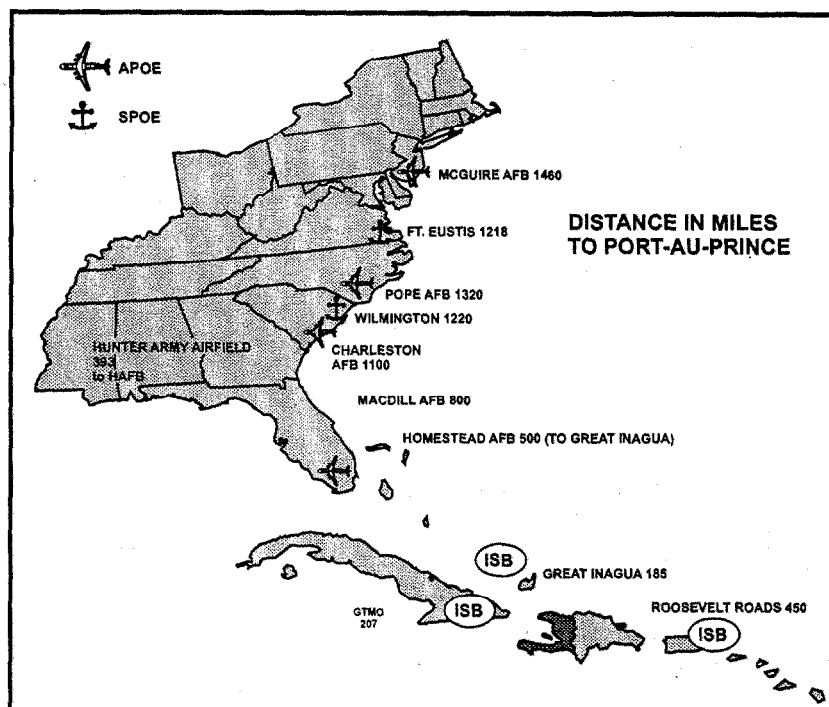 APOE
SPOE
MCGUIRE AFB 1460
FT. EUSTIS 1218
DISTANCE IN MILES
TO PORT-AU-PRINCE
POPE AFB 1320
WILMINGTON 1220
HUNTER ARMY AIRFIELD
393
to HAFB
CHARLESTON
AFB 1100
MACDILL AFB 800
HOMESTEAD AFB 500 (TO GREAT INAGUA)
ISB
GREAT INAGUA 185
GTMO
207
ISB
ROOSEVELT ROADS 450
ISB